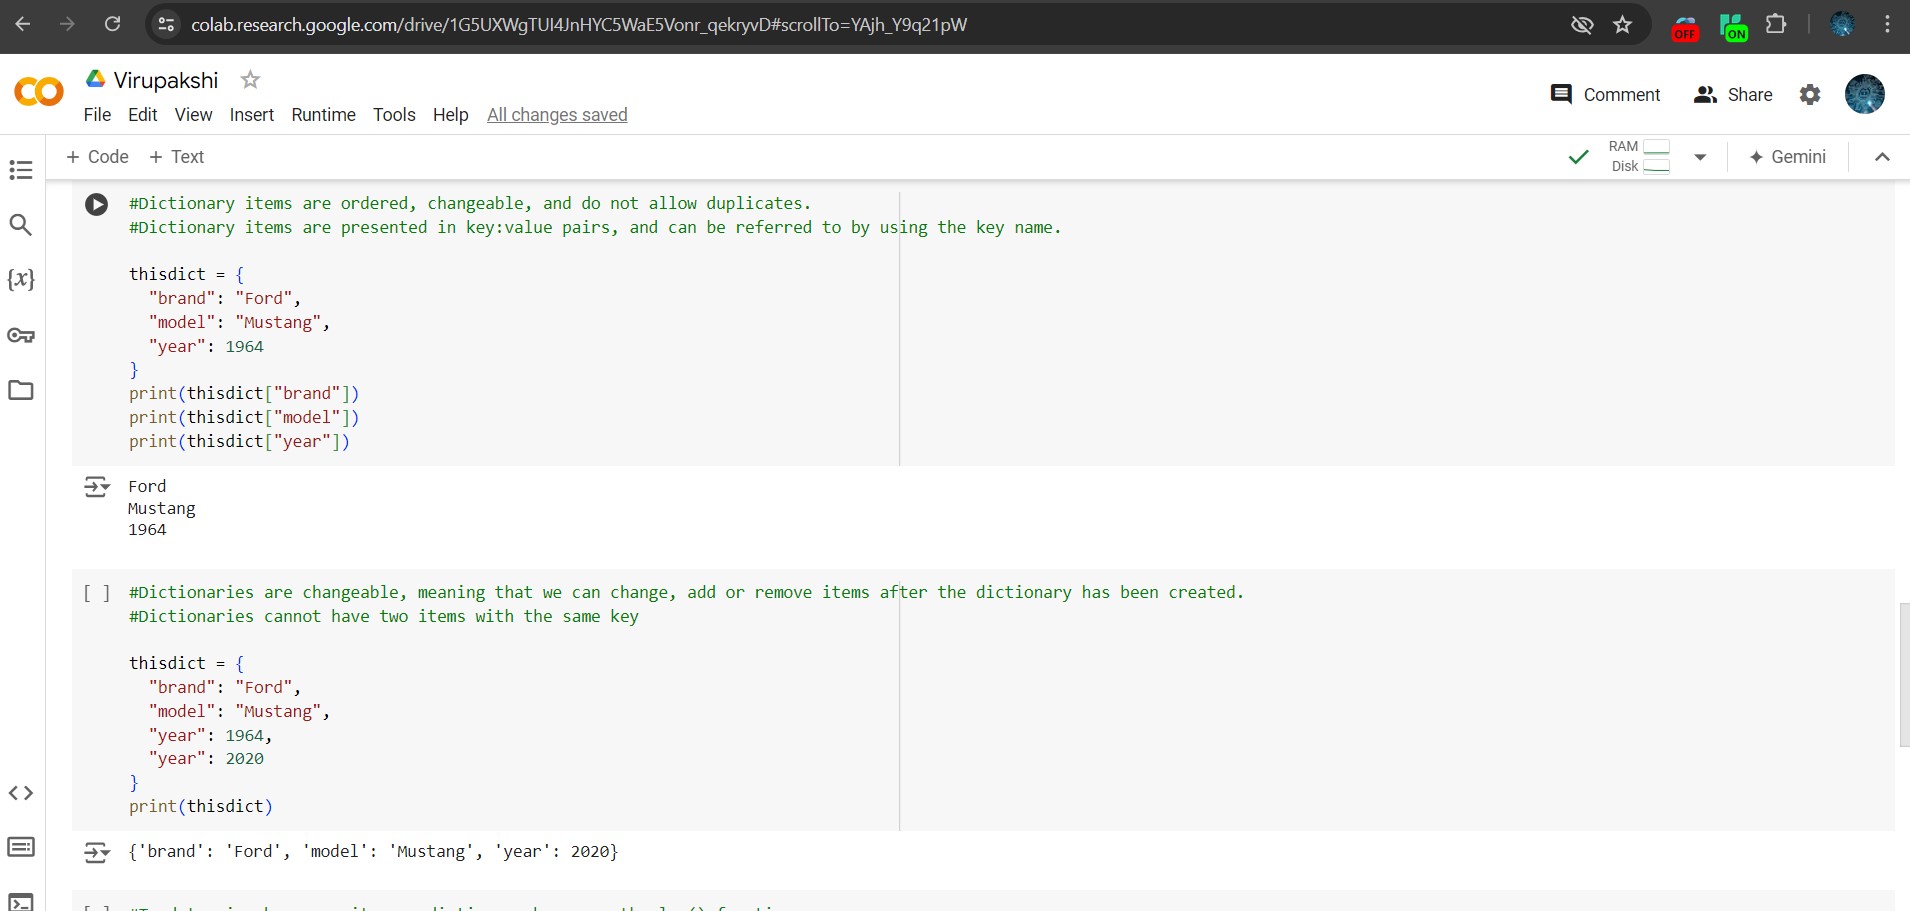 colab.research.google.com/drive/1G5UXWgTUI4JnHYC5WaE5Vonr_qekryvD#scrollTo=YAjh_Y9q21pW
OFF
ON
Virupakshi
File Edit View Insert Runtime Tools Help All changes saved
Comment
Share
+ Code + Text
RAM
Disk
Gemini
#Dictionary items are ordered, changeable, and do not allow duplicates.
#Dictionary items are presented in key:value pairs, and can be referred to by using the key name.
thisdict = {
"brand": "Ford",
"model": "Mustang",
"year": 1964
}
print(thisdict["brand"])
print(thisdict["model"])
print(thisdict["year"])
Ford
Mustang
1964
[ ] #Dictionaries are changeable, meaning that we can change, add or remove items after the dictionary has been created.
#Dictionaries cannot have two items with the same key
thisdict = {
"brand": "Ford",
"model": "Mustang",
"year": 1964,
"year": 2020
}
print(thisdict)
{'brand': 'Ford', 'model': 'Mustang', 'year': 2020}